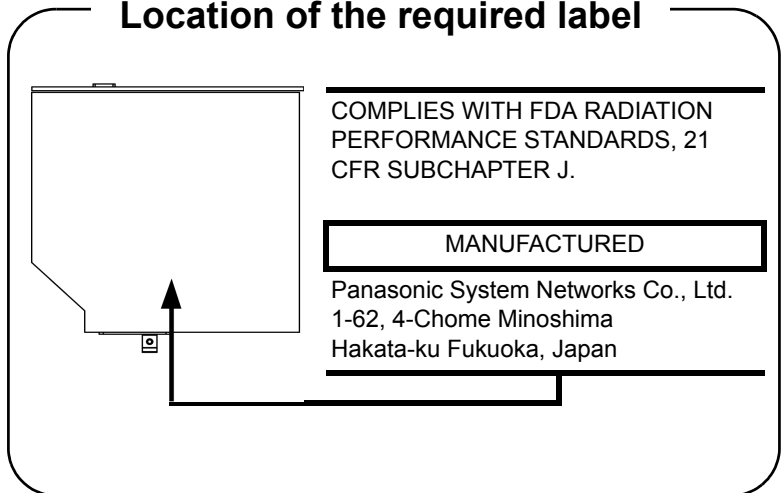 Location of the required label
COMPLIES WITH FDA RADIATION
PERFORMANCE STANDARDS, 21
CFR SUBCHAPTER J.
MANUFACTURED
Panasonic System Networks Co., Ltd.
1-62, 4-Chome Minoshima
Hakata-ku Fukuoka, Japan